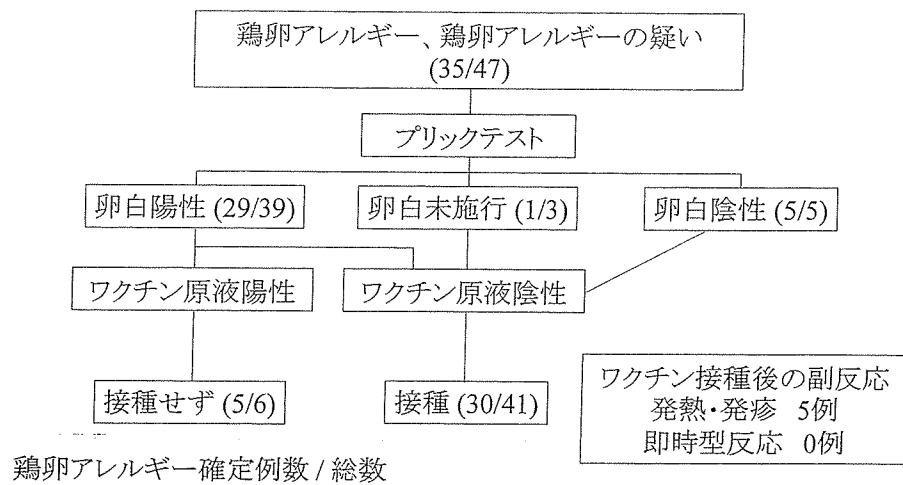 鶏卵アレルギー、鶏卵アレルギーの疑い
(35/47)
プリックテスト
卵白陽性 (29/39)
卵白未施行 (1/3)
卵白陰性 (5/5)
ワクチン原液陽性
ワクチン原液陰性
接種せず (5/6)
接種 (30/41)
ワクチン接種後の副反応
発熱・発疹 5例
即時型反応 0例
鶏卵アレルギー確定例数 / 総数